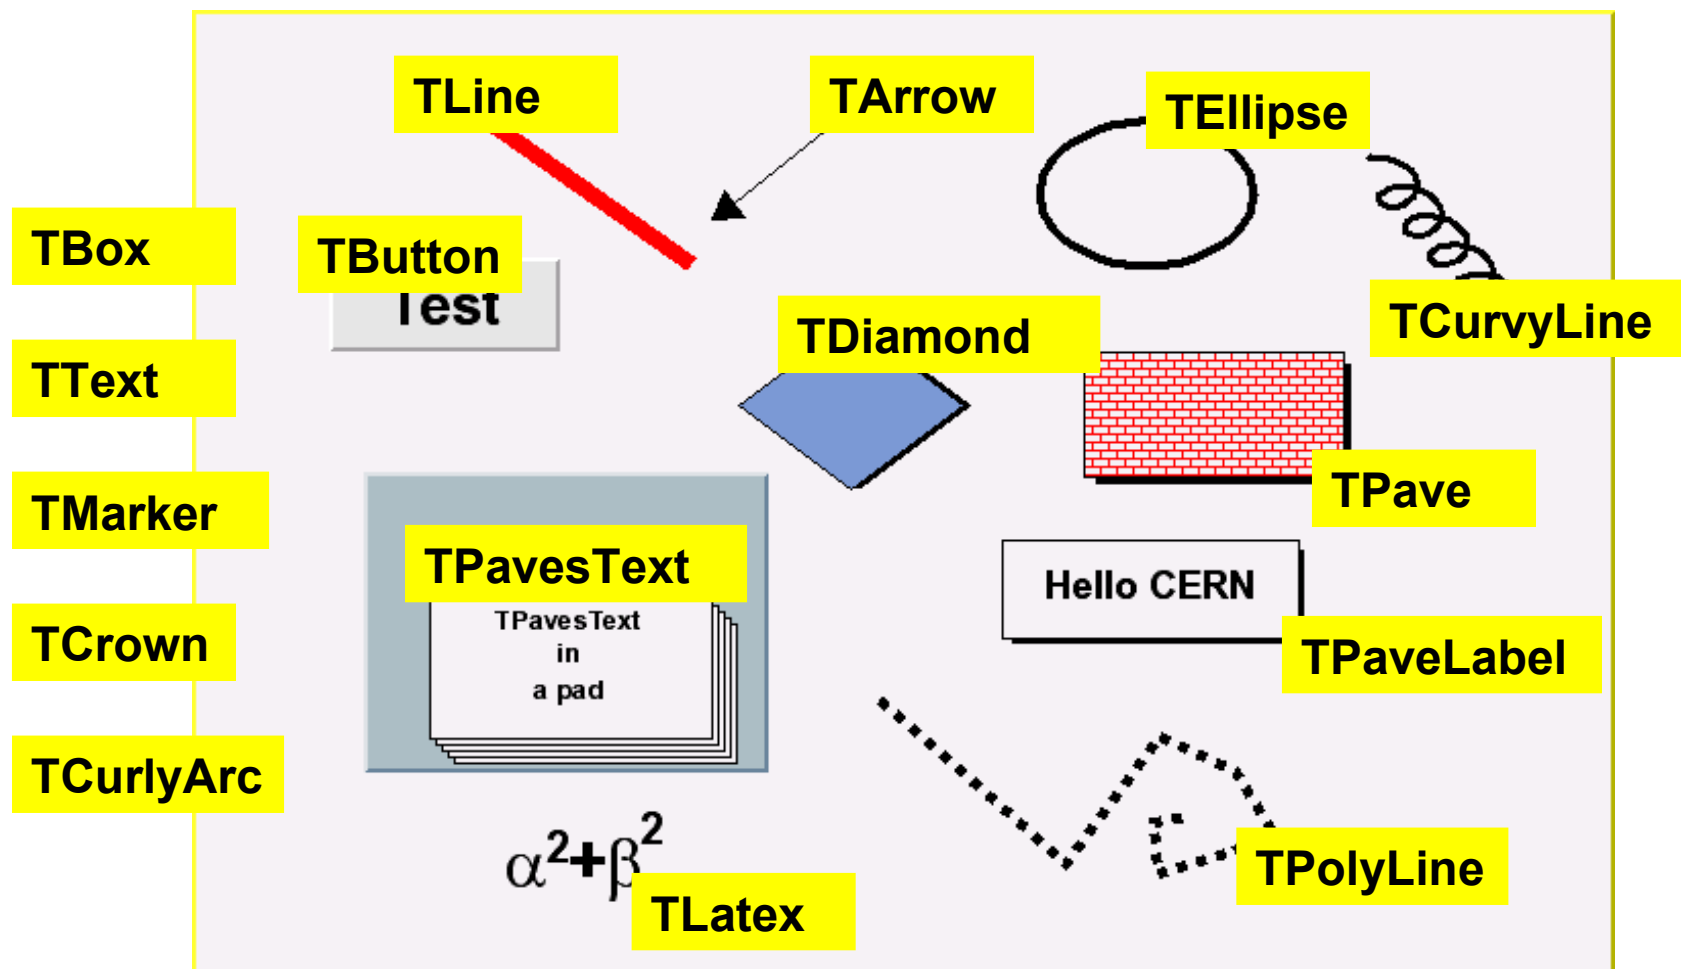 TLine
TArrow
TEllipse
TBox
TButton
Test
TCurvyLine
TDiamond
TText
TPave
TMarker
TPavesText
Hello CERN
TPavesText
in
a pad
TCrown
TPaveLabel
TCurlyArc
α²+β²
TPolyLine
TLatex